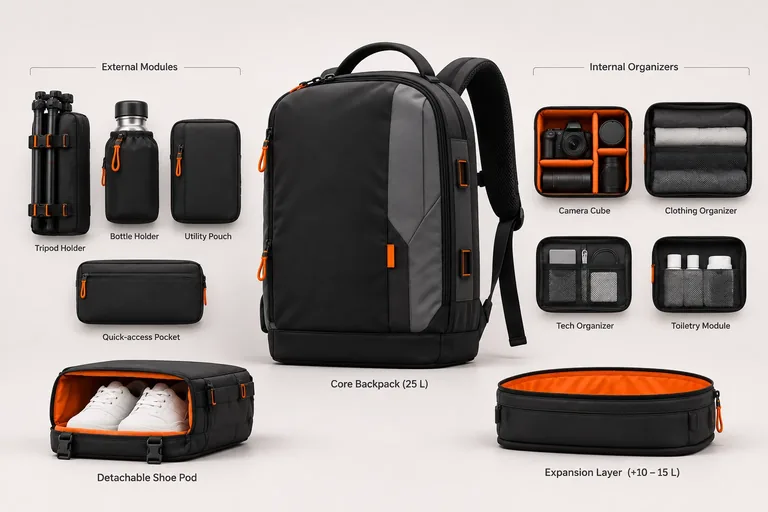 External Modules
Internal Organizers
Tripod Holder
Bottle Holder
Utility Pouch
Camera Cube
Clothing Organizer
Quick-access Pocket
Tech Organizer
Toiletry Module
Core Backpack (25 L)
Detachable Shoe Pod
Expansion Layer (+10 – 15 L)